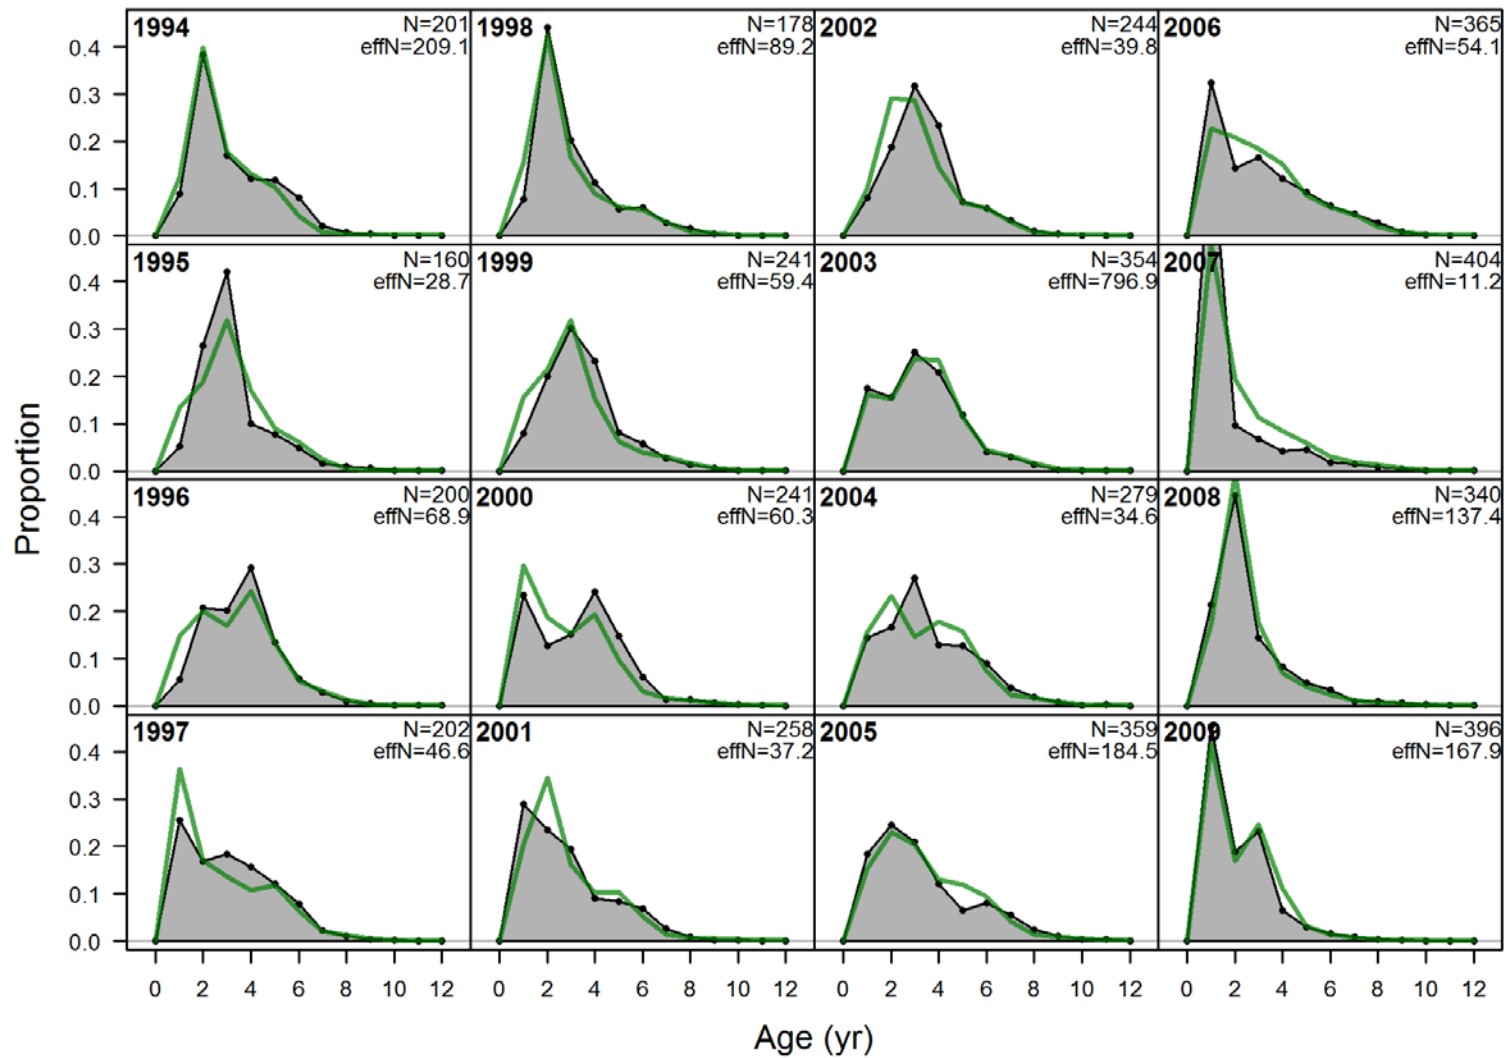 1994 N=201 effN=209.1
1998 N=178 effN=89.2
2002 N=244 effN=39.8
2006 N=365 effN=54.1
0.4
0.3
0.2
0.1
0.0
1995 N=160 effN=28.7
1999 N=241 effN=59.4
2003 N=354 effN=796.9
2007 N=404 effN=11.2
0.4
0.3
0.2
0.1
0.0
1996 N=200 effN=68.9
2000 N=241 effN=60.3
2004 N=279 effN=34.6
2008 N=340 effN=137.4
0.4
0.3
0.2
0.1
0.0
1997 N=202 effN=46.6
2001 N=258 effN=37.2
2005 N=359 effN=184.5
2009 N=396 effN=167.9
0.4
0.3
0.2
0.1
0.0
Proportion
0 2 4 6 8 10 12 0 2 4 6 8 10 12 0 2 4 6 8 10 12 0 2 4 6 8 10 12
Age (yr)